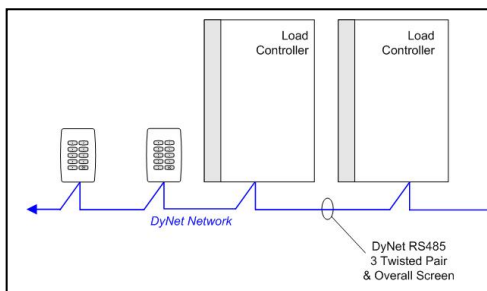 Load
Controller
Load
Controller
DyNet Network
DyNet RS485
3 Twisted Pair
& Overall Screen